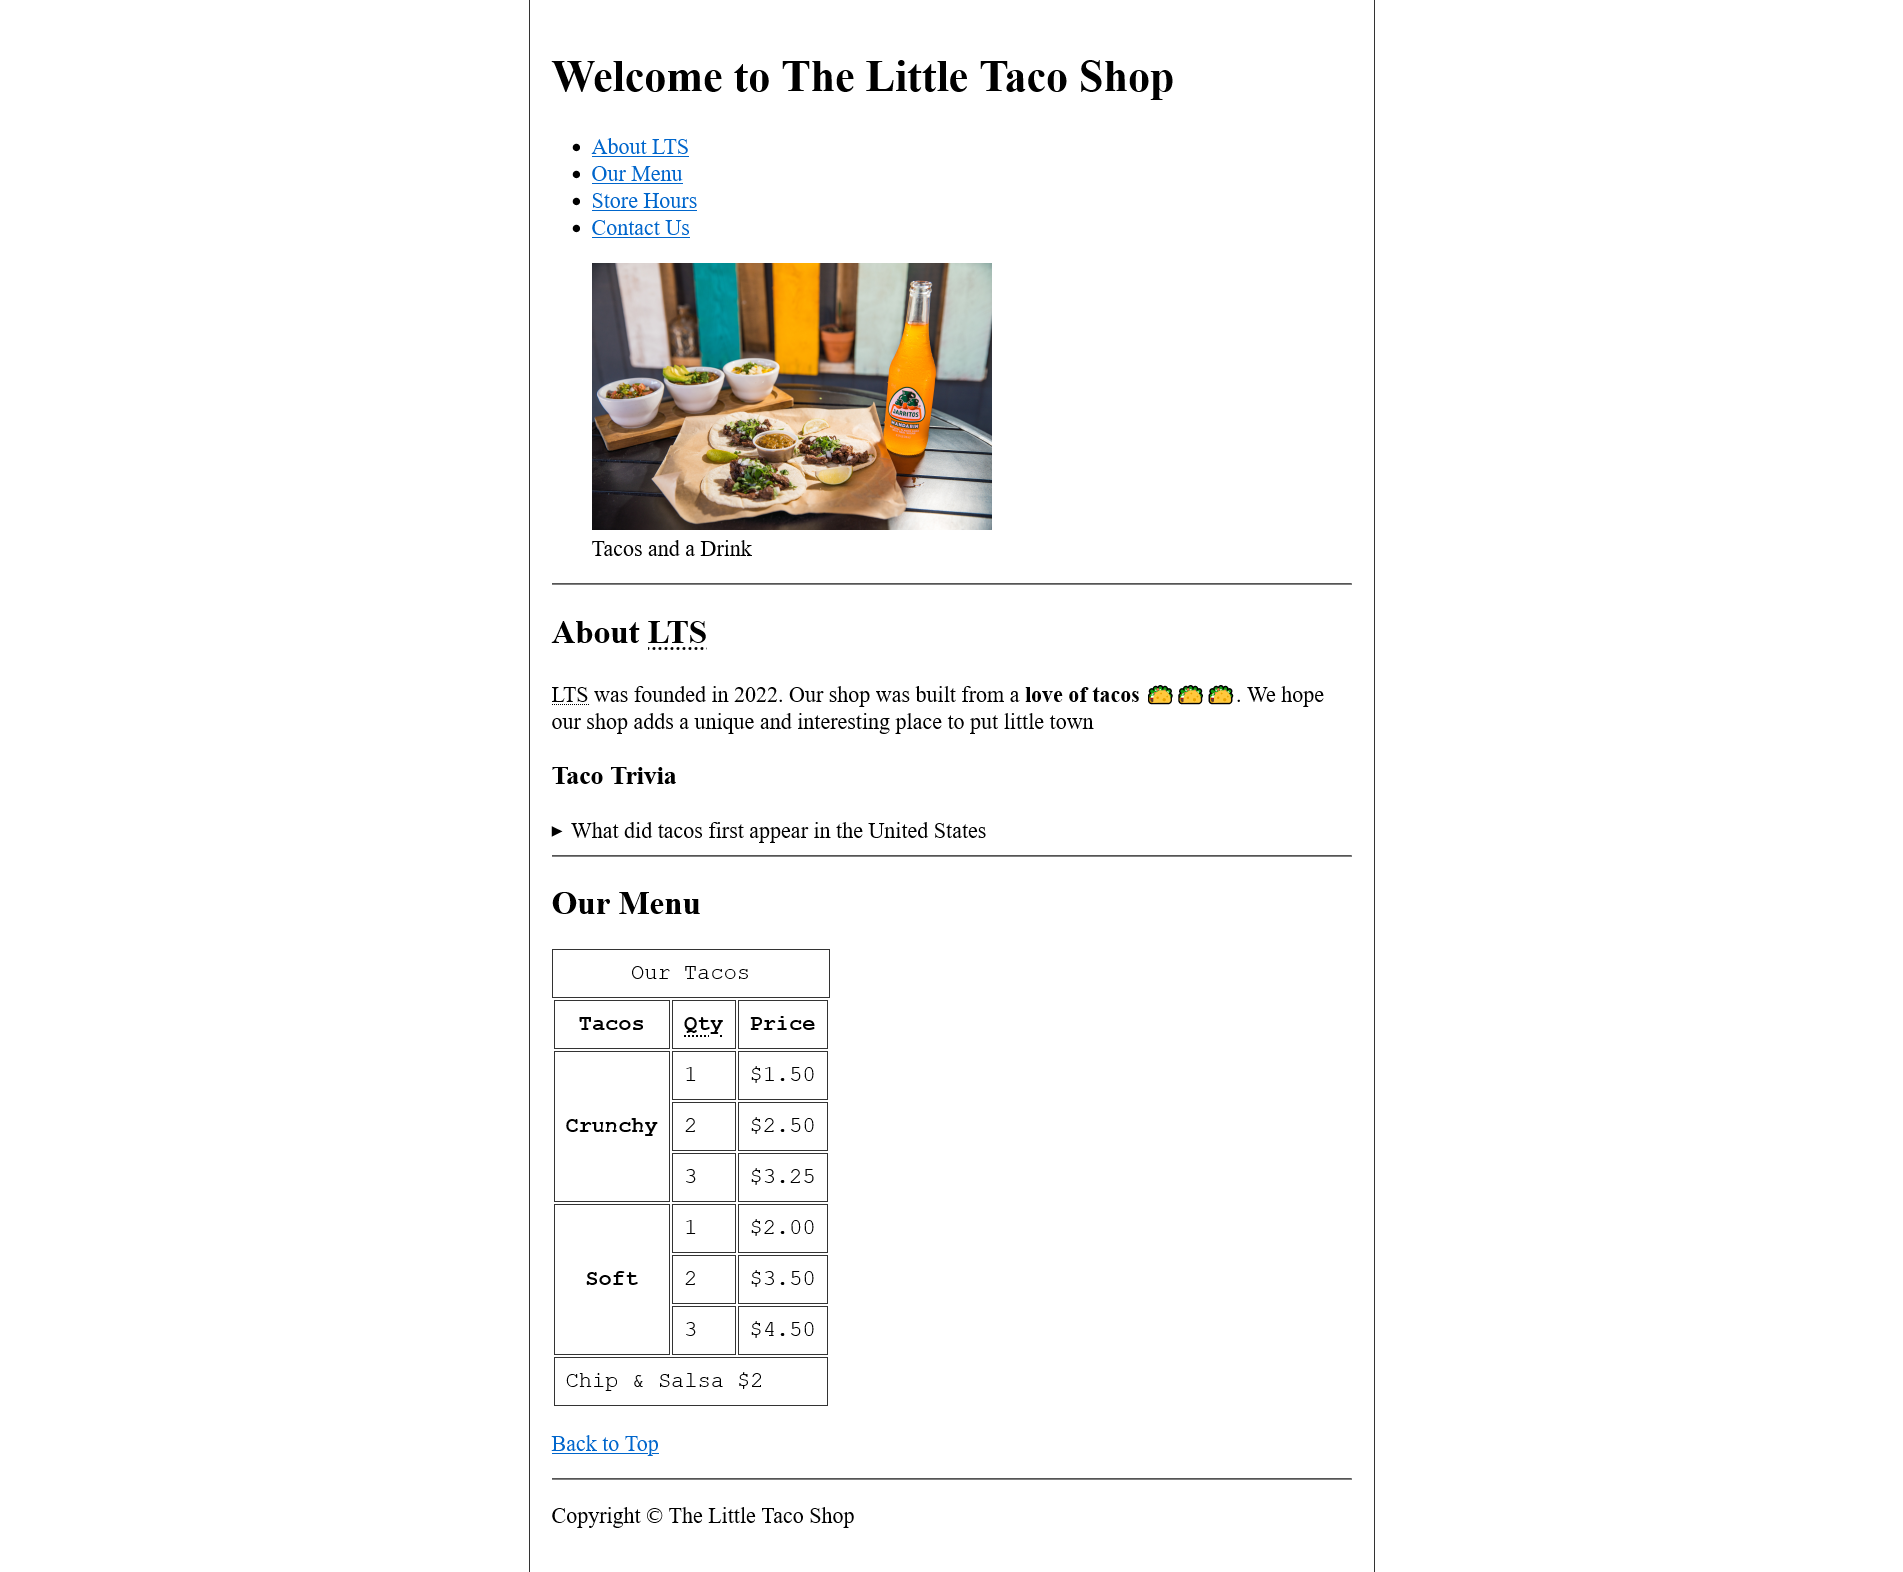 Welcome to The Little Taco Shop
About LTS
Our Menu
Store Hours
Contact Us
JARRITOS
MANDARIN
Tacos and a Drink
About LTS
LTS was founded in 2022. Our shop was built from a love of tacos 🌮🌮🌮. We hope
our shop adds a unique and interesting place to put little town
Taco Trivia
What did tacos first appear in the United States
Our Menu
Our Tacos
Tacos Qty Price
1 $1.50
Crunchy 2 $2.50
3 $3.25
1 $2.00
Soft 2 $3.50
3 $4.50
Chip & Salsa $2
Back to Top
Copyright © The Little Taco Shop